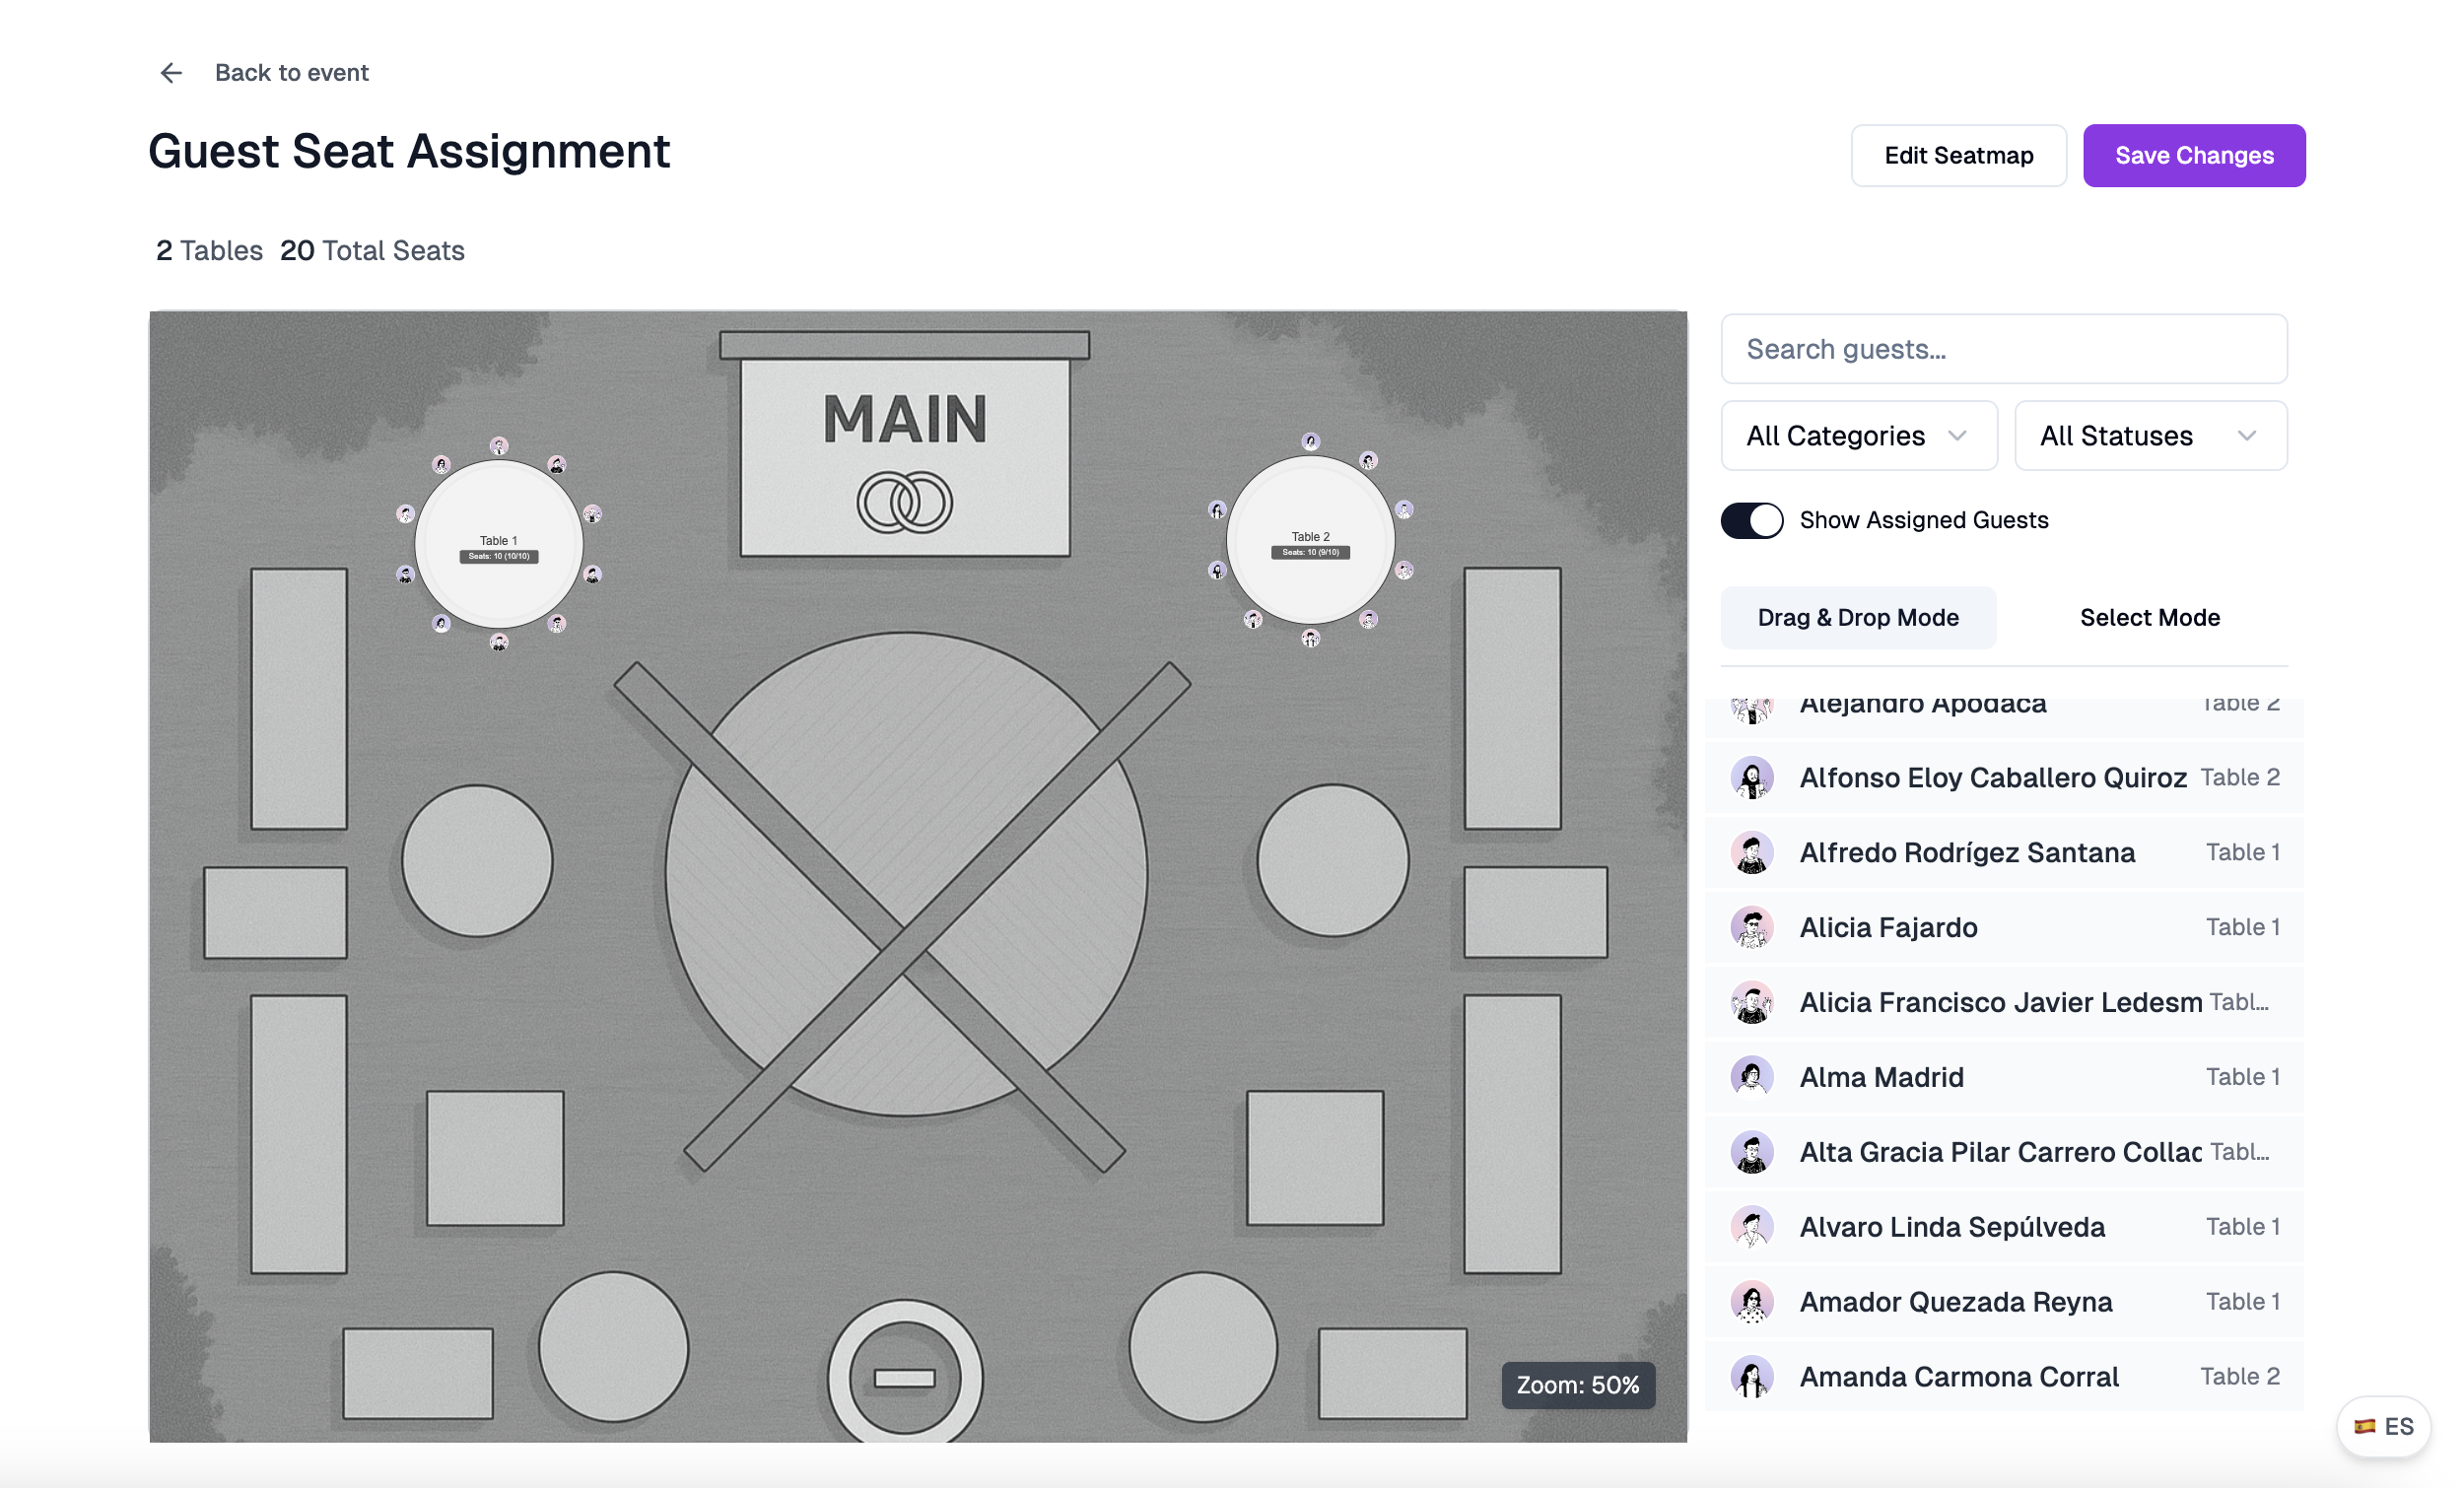 Back to event
Guest Seat Assignment
Edit Seatmap
Save Changes
2 Tables 20 Total Seats
MAIN
Table 1
Seats: 10 (10/10)
Table 2
Seats: 10 (9/10)
Zoom: 50%
Search guests...
All Categories
All Statuses
Show Assigned Guests
Drag & Drop Mode
Select Mode
Alejandro Apodaca Table 2
Alfonso Eloy Caballero Quiroz Table 2
Alfredo Rodrígez Santana Table 1
Alicia Fajardo Table 1
Alicia Francisco Javier Ledesm Tabl...
Alma Madrid Table 1
Alta Gracia Pilar Carrero Collac Tabl...
Alvaro Linda Sepúlveda Table 1
Amador Quezada Reyna Table 1
Amanda Carmona Corral Table 2
ES